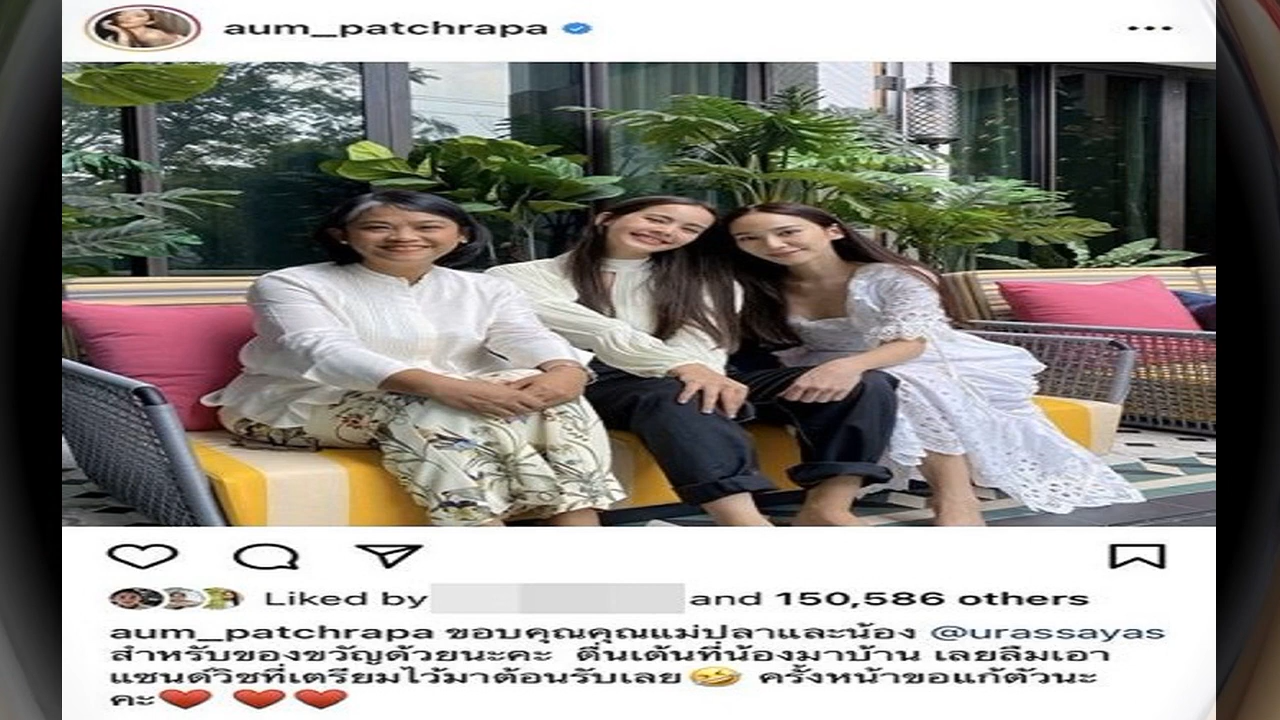 aum_patchrapa
Liked by and 150,586 others
aum_patchrapa ขอบคุณคุณแม่ปลาและน้อง @urassayas
สำหรับของขวัญด้วยนะคะ ตื่นเต้นที่น้องมาบ้าน เลยลืมเอา
แซนด์วิชที่เตรียมไว้มาต้อนรับเลย🤣 ครั้งหน้าขอแก้ตัวนะ
คะ❤️ ❤️❤️